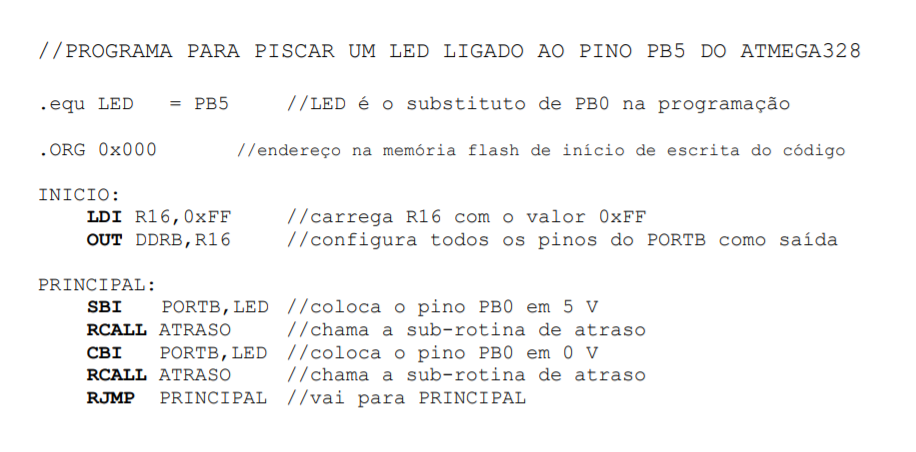 //PROGRAMA PARA PISCAR UM LED LIGADO AO PINO PB5 DO ATMEGA328
.equ LED = PB5 //LED é o substituto de PB0 na programação
.ORG 0x000 //endereço na memória flash de início de escrita do código
INICIO:
LDI R16,0xFF //carrega R16 com o valor 0xFF
OUT DDRB,R16 //configura todos os pinos do PORTB como saída
PRINCIPAL:
SBI PORTB,LED //coloca o pino PB0 em 5 V
RCALL ATRASO //chama a sub-rotina de atraso
CBI PORTB,LED //coloca o pino PB0 em 0 V
RCALL ATRASO //chama a sub-rotina de atraso
RJMP PRINCIPAL //vai para PRINCIPAL